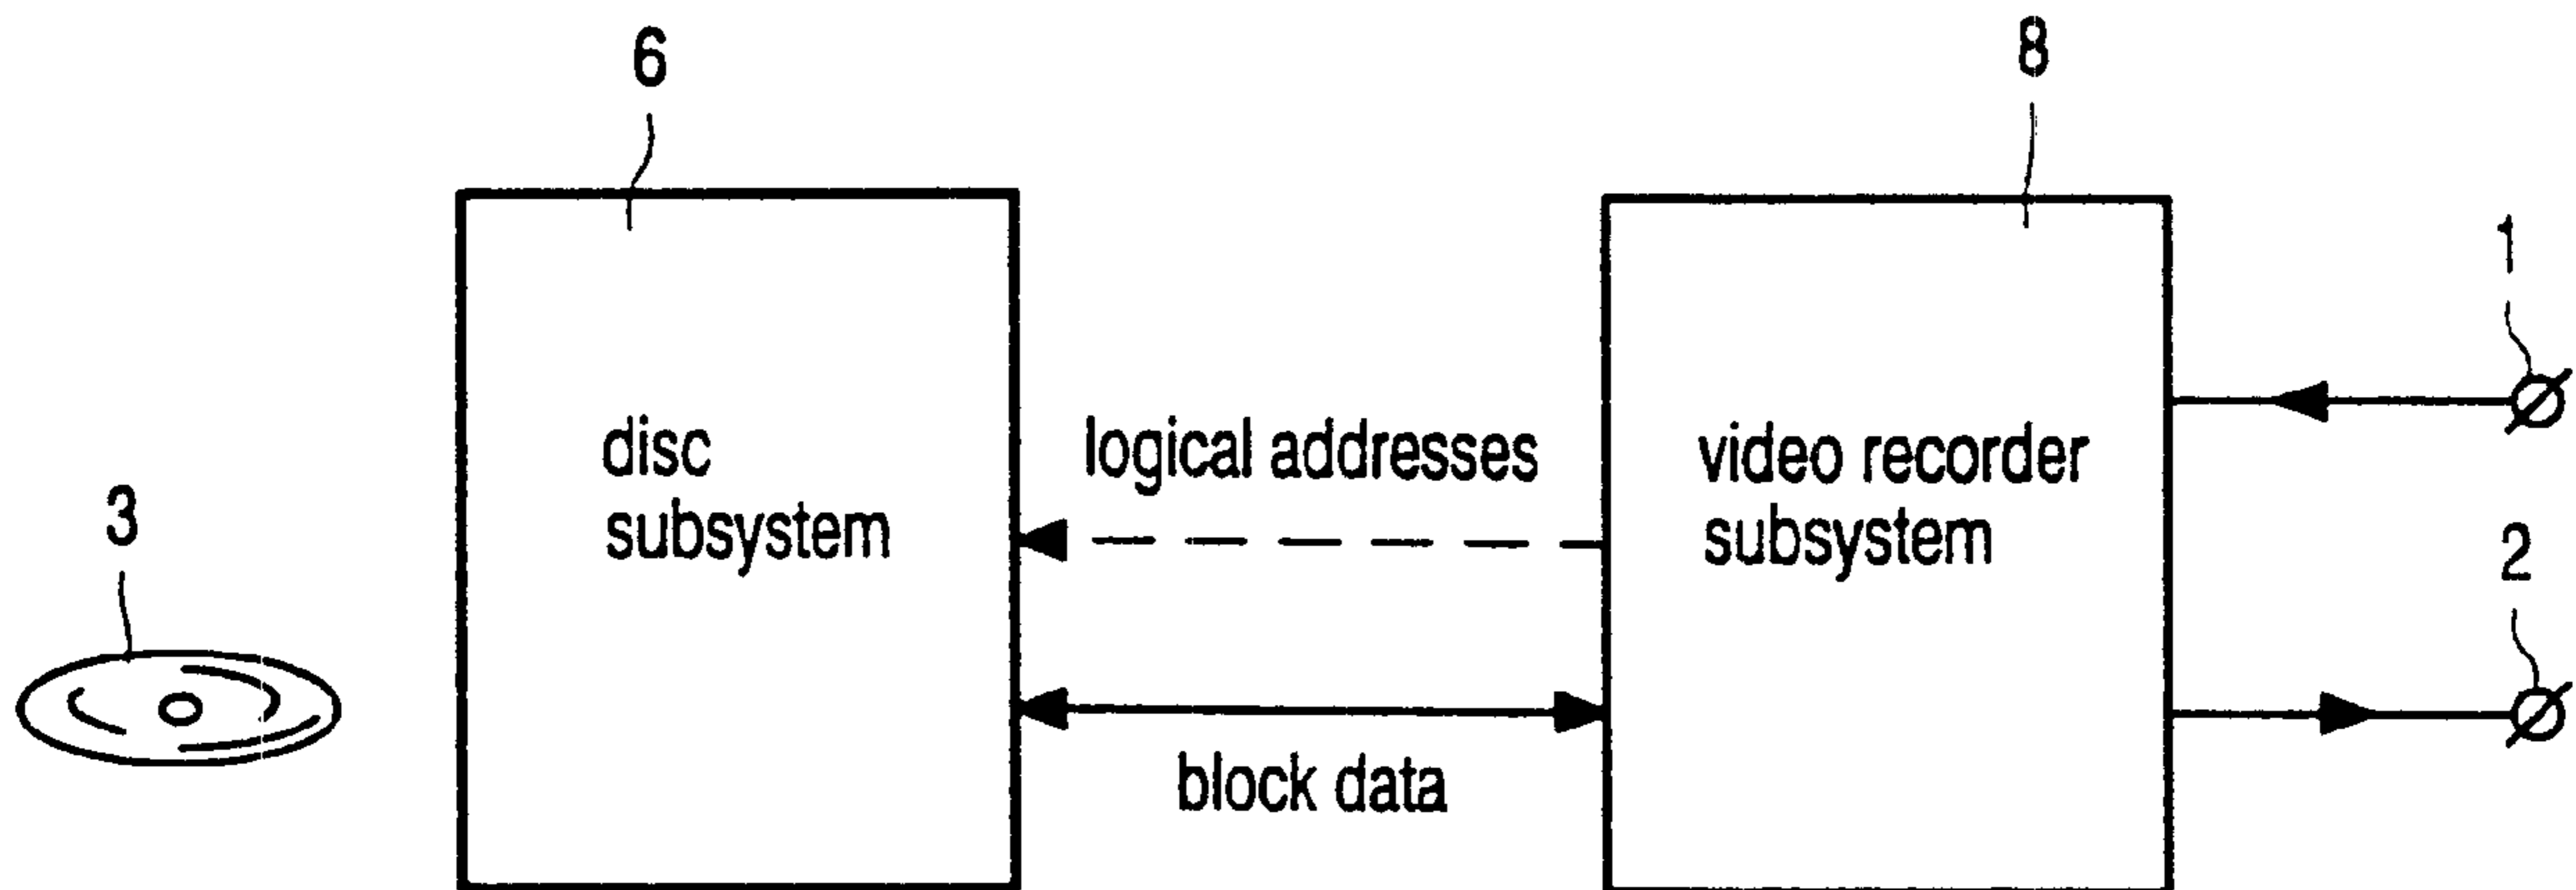 6
8
1
disc
subsystem
logical addresses
video recorder
subsystem
3
2
block data